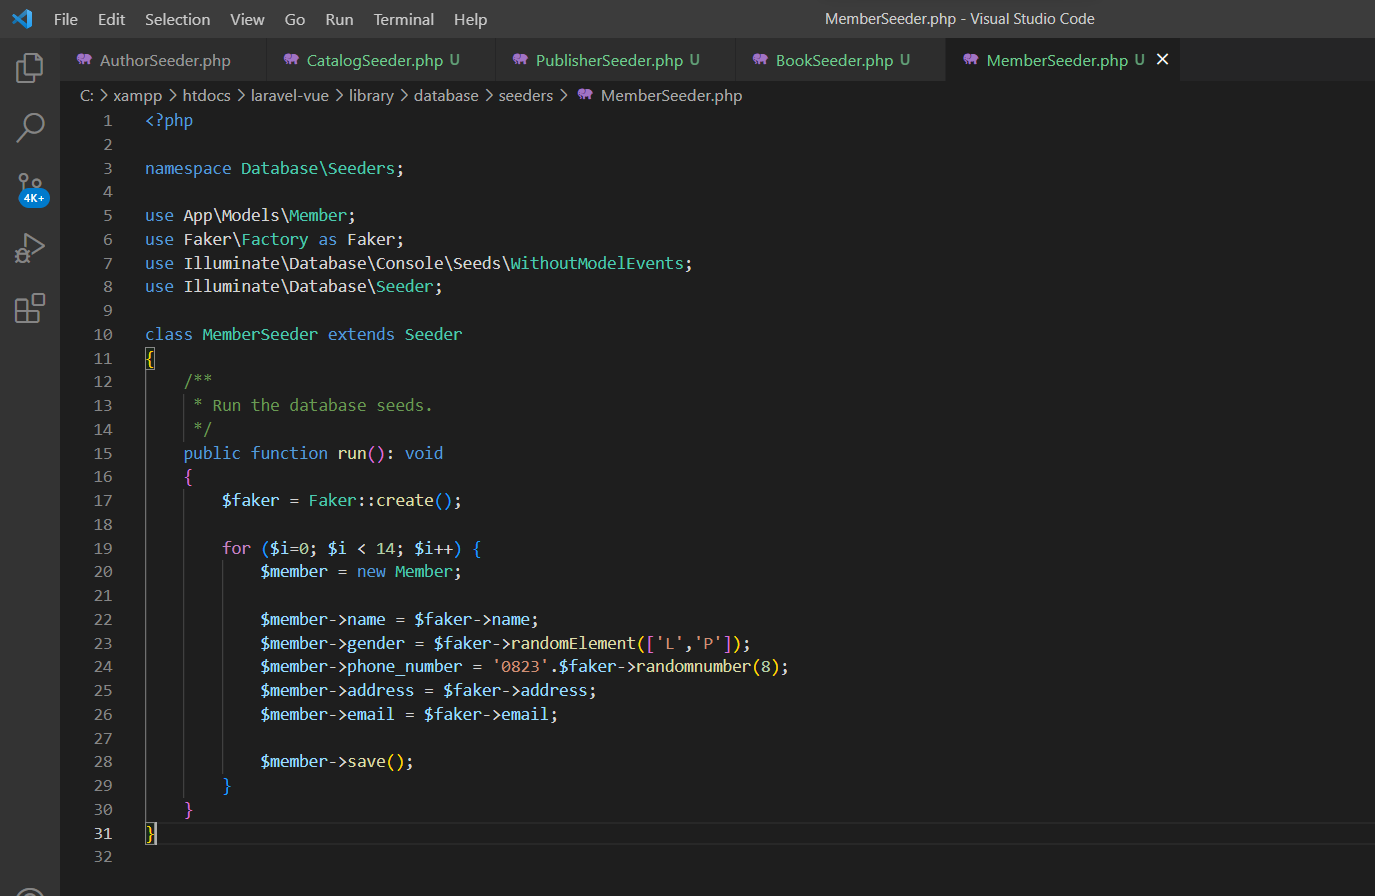 File Edit Selection View Go Run Terminal Help MemberSeeder.php - Visual Studio Code
AuthorSeeder.php CatalogSeeder.php U PublisherSeeder.php U BookSeeder.php U MemberSeeder.php U
C: > xampp > htdocs > laravel-vue > library > database > seeders > MemberSeeder.php
4K+
1 <?php
2
3 namespace Database\Seeders;
4
5 use App\Models\Member;
6 use Faker\Factory as Faker;
7 use Illuminate\Database\Console\Seeds\WithoutModelEvents;
8 use Illuminate\Database\Seeder;
9
10 class MemberSeeder extends Seeder
11 {
12     /**
13      * Run the database seeds.
14      */
15     public function run(): void
16     {
17         $faker = Faker::create();
18
19         for ($i=0; $i < 14; $i++) {
20             $member = new Member;
21
22             $member->name = $faker->name;
23             $member->gender = $faker->randomElement(['L','P']);
24             $member->phone_number = '0823'.$faker->randomnumber(8);
25             $member->address = $faker->address;
26             $member->email = $faker->email;
27
28             $member->save();
29         }
30     }
31 }
32